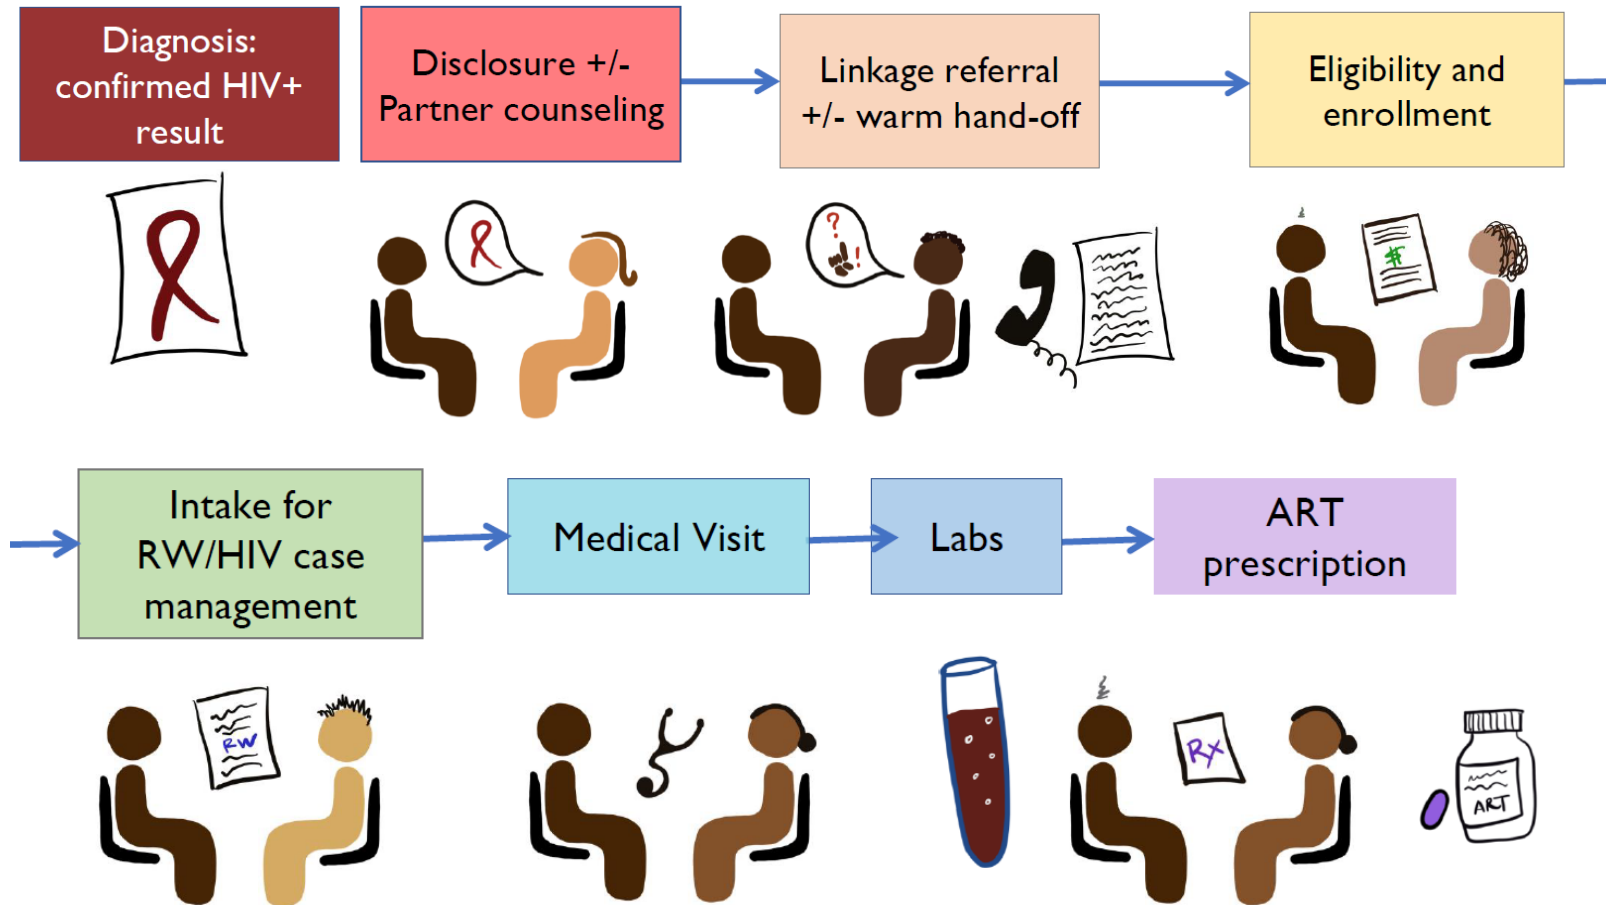 Diagnosis:
confirmed HIV+
result
Disclosure +/-
Partner counseling
Linkage referral
+/- warm hand-off
Eligibility and
enrollment
?
!
$
Intake for
RW/HIV case
management
Medical Visit
Labs
ART
prescription
RW
Rx
ART